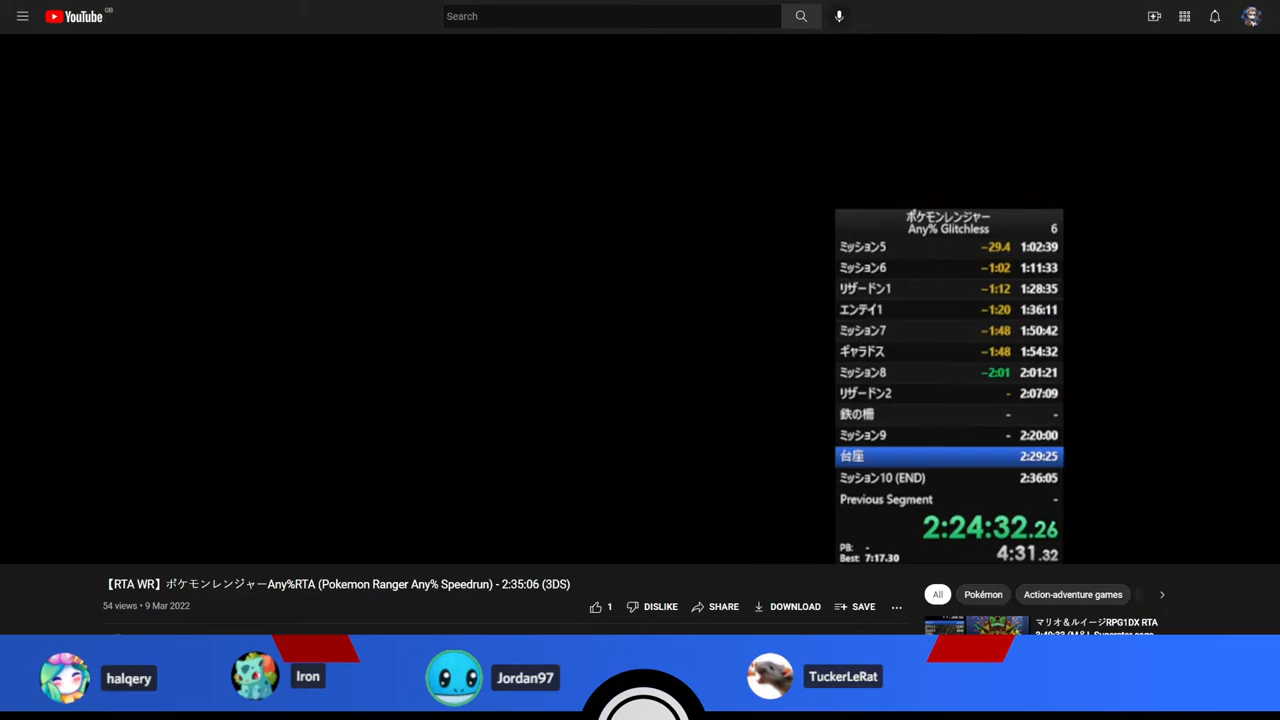 YouTube GB
Search
ポケモンレンジャー
Any% Glitchless 6
ミッション5 -29.4 1:02:39
ミッション6 -1:02 1:11:33
リザードン1 -1:12 1:28:35
エンテイ1 -1:20 1:36:11
ミッション7 -1:48 1:50:42
ギャラドス -1:48 1:54:32
ミッション8 -2:01 2:01:21
リザードン2 - 2:07:09
鉄の柵 - -
ミッション9 - 2:20:00
台座 2:29:25
ミッション10 (END) 2:36:05
Previous Segment -
2:24:32.26
PB: -
Best: 7:17.30 4:31.32
【RTA WR】ポケモンレンジャーAny%RTA (Pokemon Ranger Any% Speedrun) - 2:35:06 (3DS)
54 views • 9 Mar 2022
1 DISLIKE SHARE DOWNLOAD SAVE ...
All Pokémon Action-adventure games
マリオ＆ルイージRPG1DX RTA
halqery Iron Jordan97 TuckerLeRat